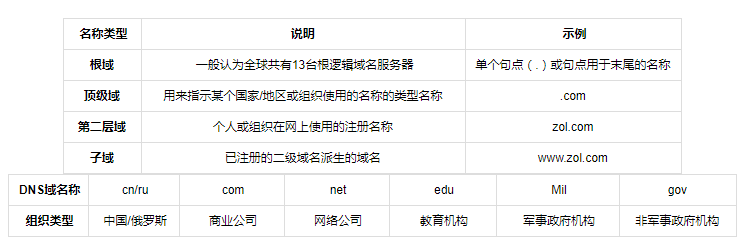 名称类型 说明 示例
根域 一般认为全球共有13台根逻辑域名服务器 单个句点（.）或句点用于末尾的名称
顶级域 用来指示某个国家/地区或组织使用的名称的类型名称 .com
第二层域 个人或组织在网上使用的注册名称 zol.com
子域 已注册的二级域名派生的域名 www.zol.com
DNS域名称 cn/ru com net edu Mil gov
组织类型 中国/俄罗斯 商业公司 网络公司 教育机构 军事政府机构 非军事政府机构